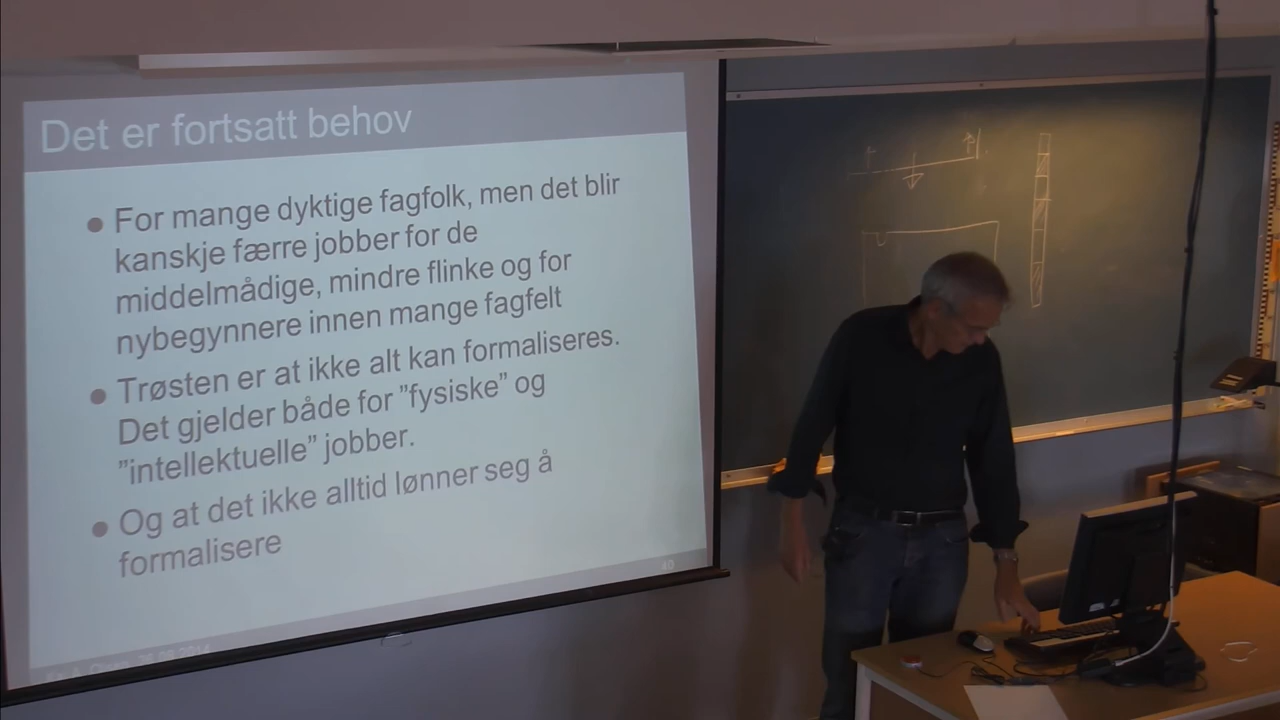 Det er fortsatt behov
For mange dyktige fagfolk, men det blir
kanskje færre jobber for de
middelmådige, mindre flinke og for
nybegynnere innen mange fagfelt
Trøsten er at ikke alt kan formaliseres.
Det gjelder både for ”fysiske” og
”intellektuelle” jobber.
Og at det ikke alltid lønner seg å
formalisere
40